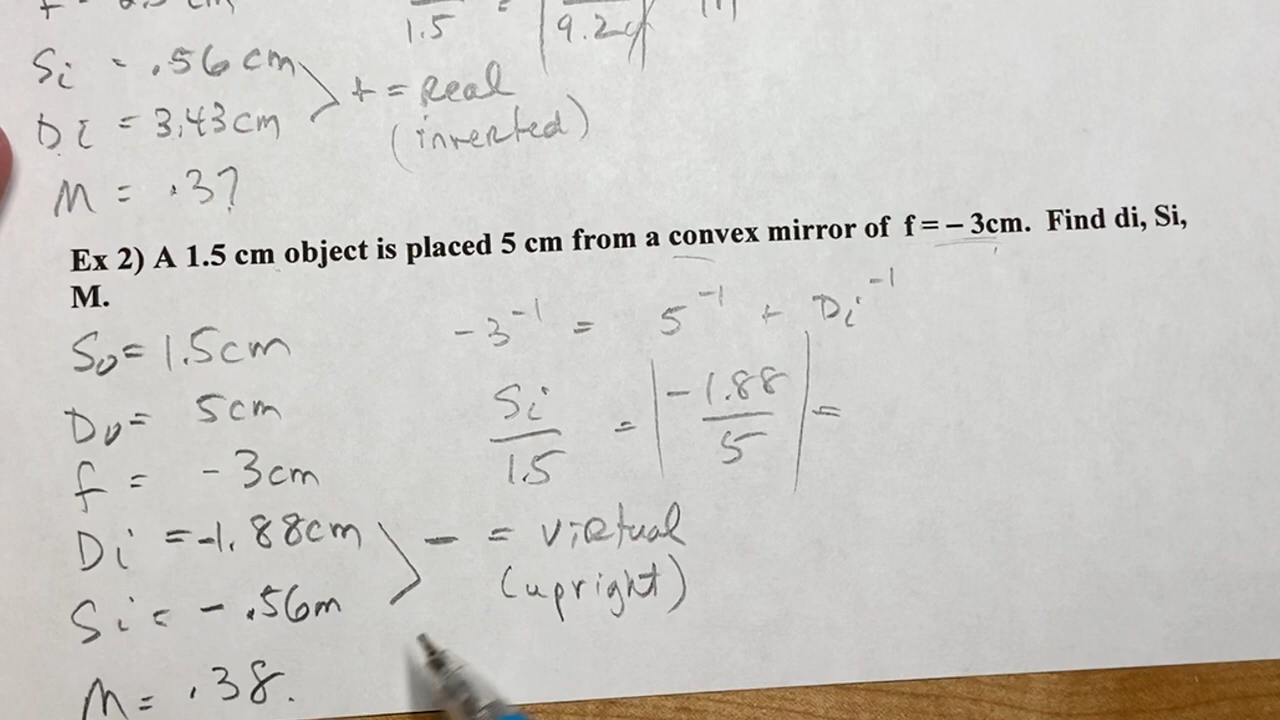 1.5 = 9.24
Si = .56 cm
+ = Real
Di = 3.43cm
(inverted)
M = .37
Ex 2) A 1.5 cm object is placed 5 cm from a convex mirror of f = – 3cm. Find di, Si,
M.
-3⁻¹ = 5⁻¹ + Di⁻¹
So = 1.5cm
Do = 5cm
Si/1.5 = |-1.88/5| =
f = -3cm
Di = -1.88cm
- = virtual
(upright)
Si = -.56m
M = .38.